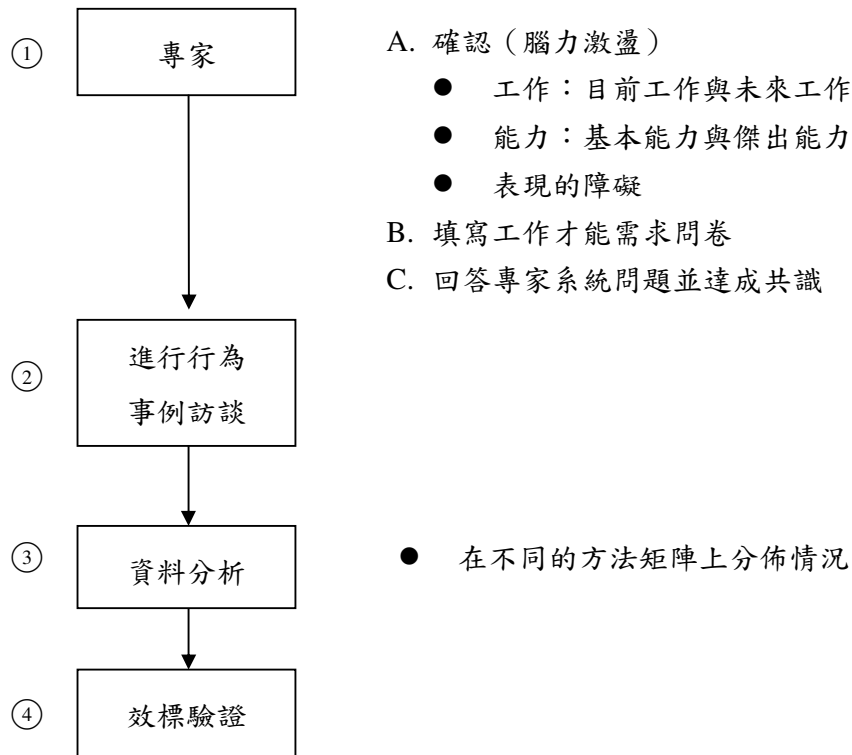 ① 專家
A. 確認（腦力激盪）
● 工作：目前工作與未來工作
● 能力：基本能力與傑出能力
● 表現的障礙
B. 填寫工作才能需求問卷
C. 回答專家系統問題並達成共識
② 進行行為
事例訪談
③ 資料分析
● 在不同的方法矩陣上分佈情況
④ 效標驗證